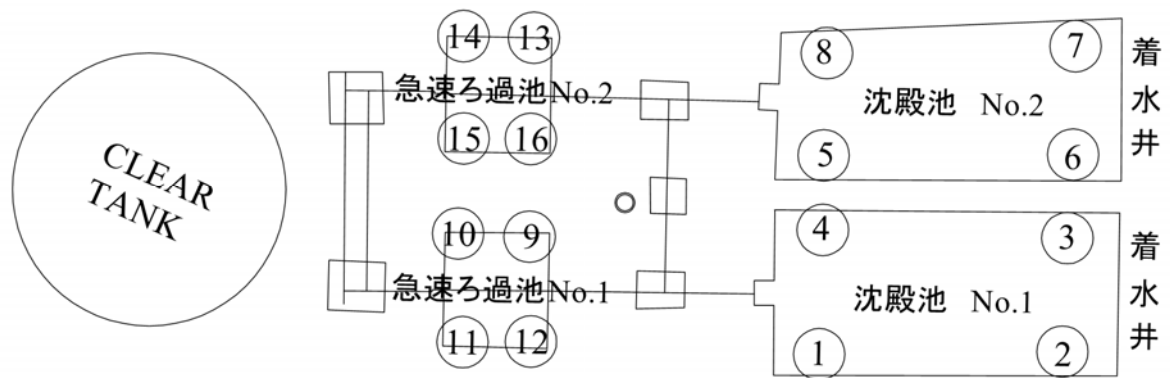 ⑭ ⑬
急速ろ過池No.2
⑮ ⑯
⑧ ⑦
沈殿池 No.2
⑤ ⑥
着水井
CLEAR
TANK
⑩ ⑨
急速ろ過池No.1
⑪ ⑫
④ ③
沈殿池 No.1
① ②
着水井